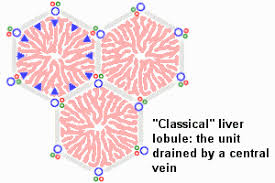 "Classical" liver
lobule: the unit
drained by a central
vein